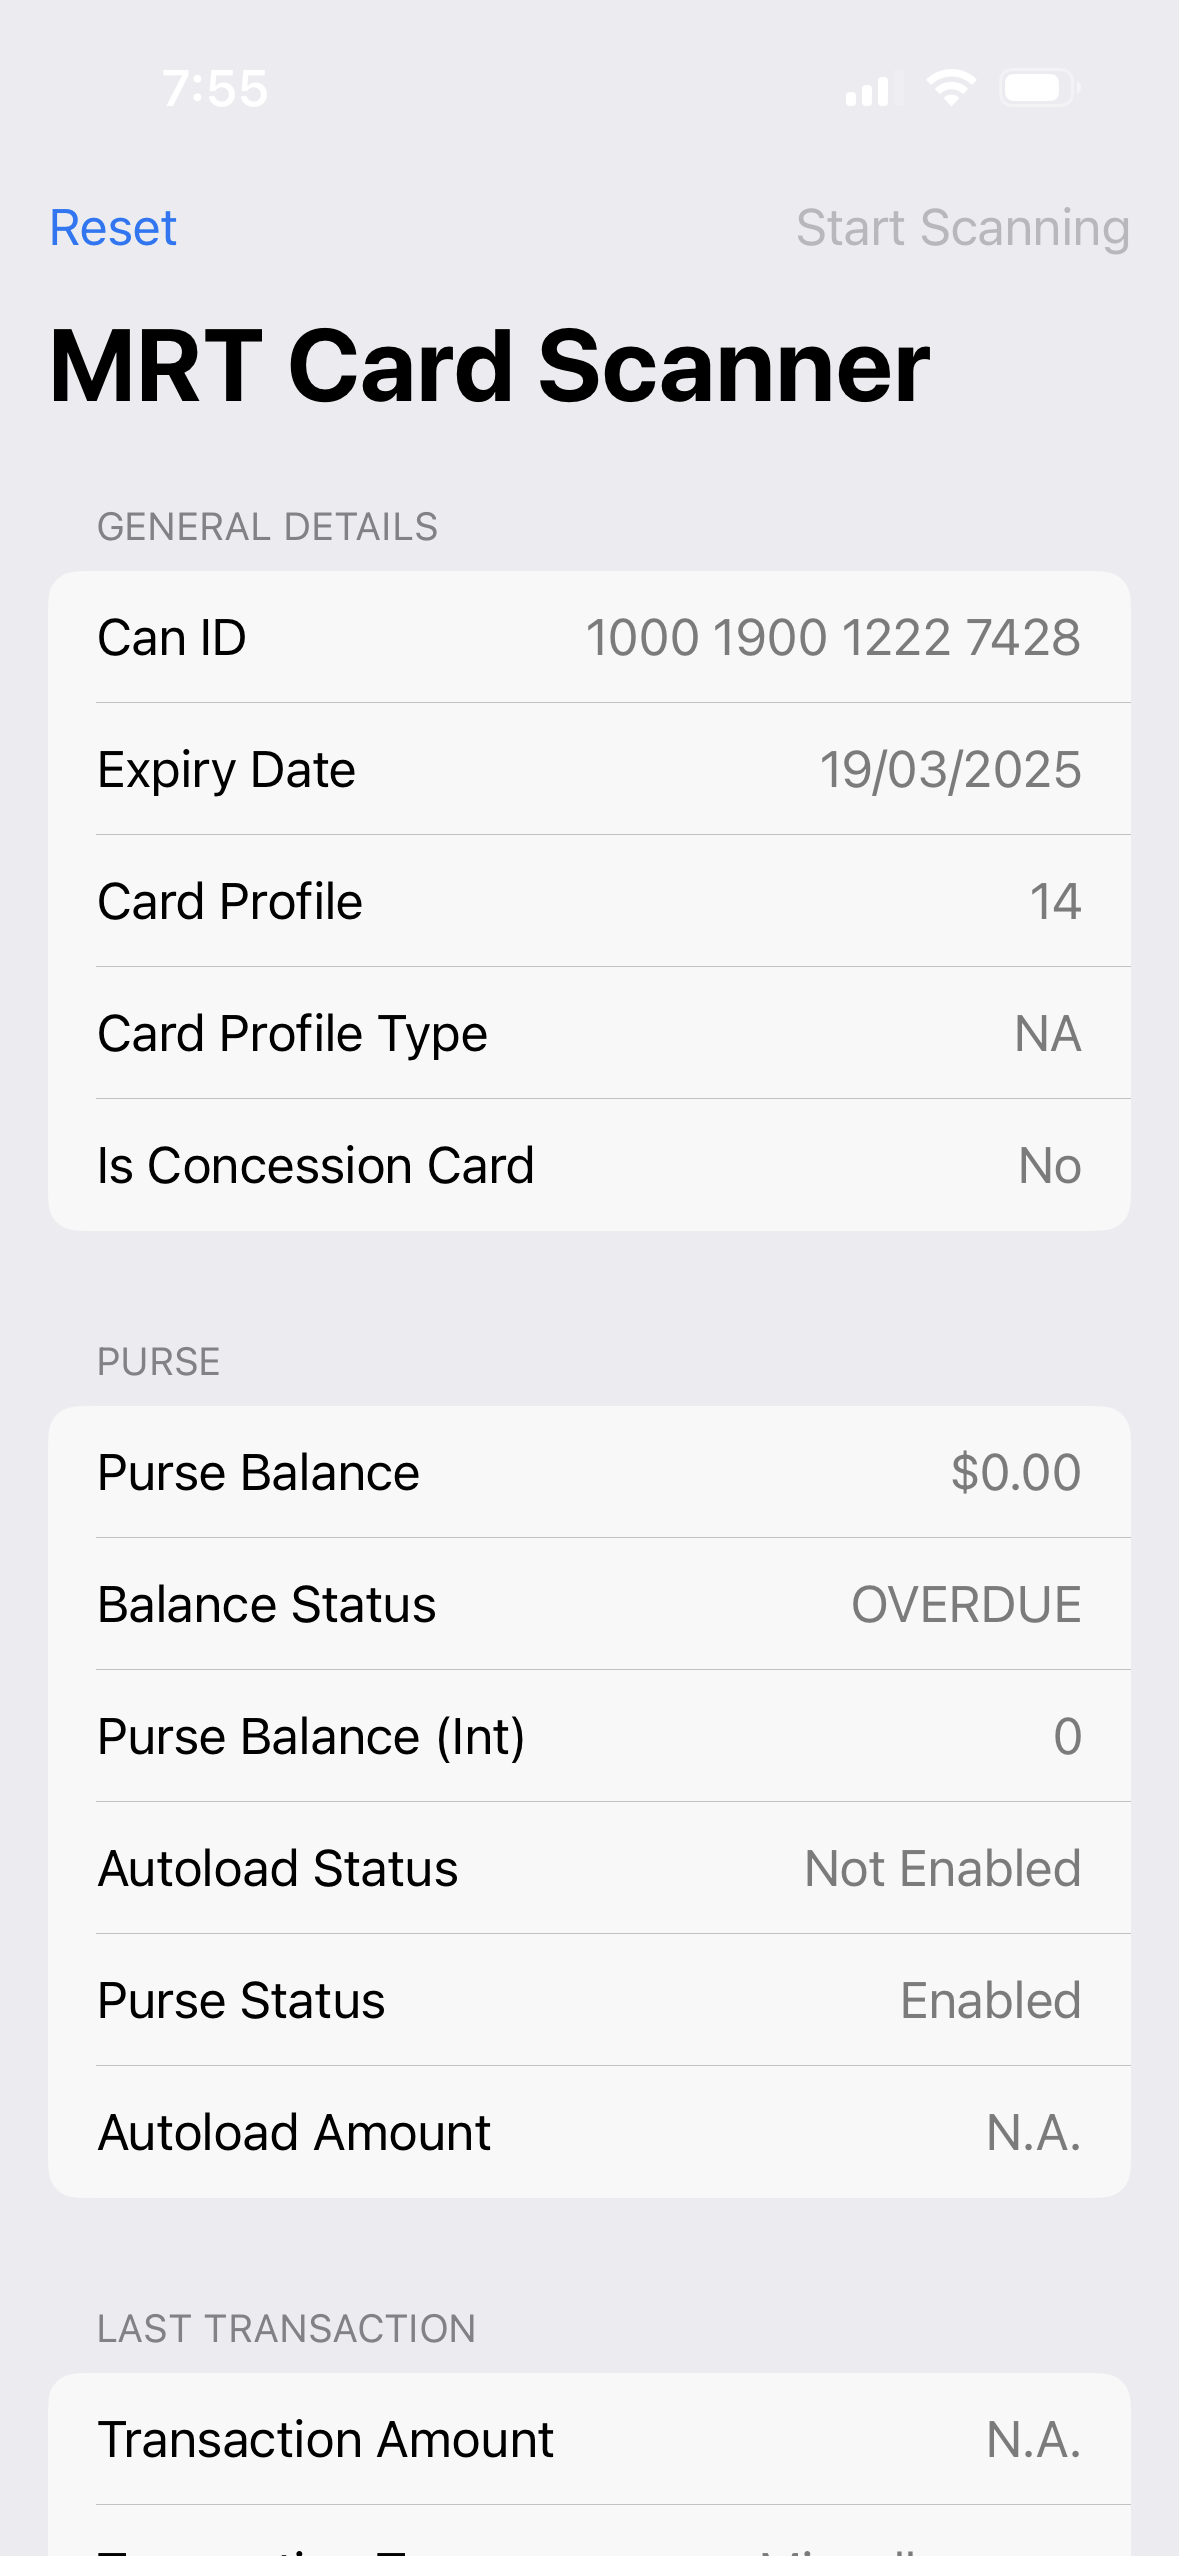 7:55
Reset Start Scanning
MRT Card Scanner
GENERAL DETAILS
Can ID 1000 1900 1222 7428
Expiry Date 19/03/2025
Card Profile 14
Card Profile Type NA
Is Concession Card No
PURSE
Purse Balance $0.00
Balance Status OVERDUE
Purse Balance (Int) 0
Autoload Status Not Enabled
Purse Status Enabled
Autoload Amount N.A.
LAST TRANSACTION
Transaction Amount N.A.